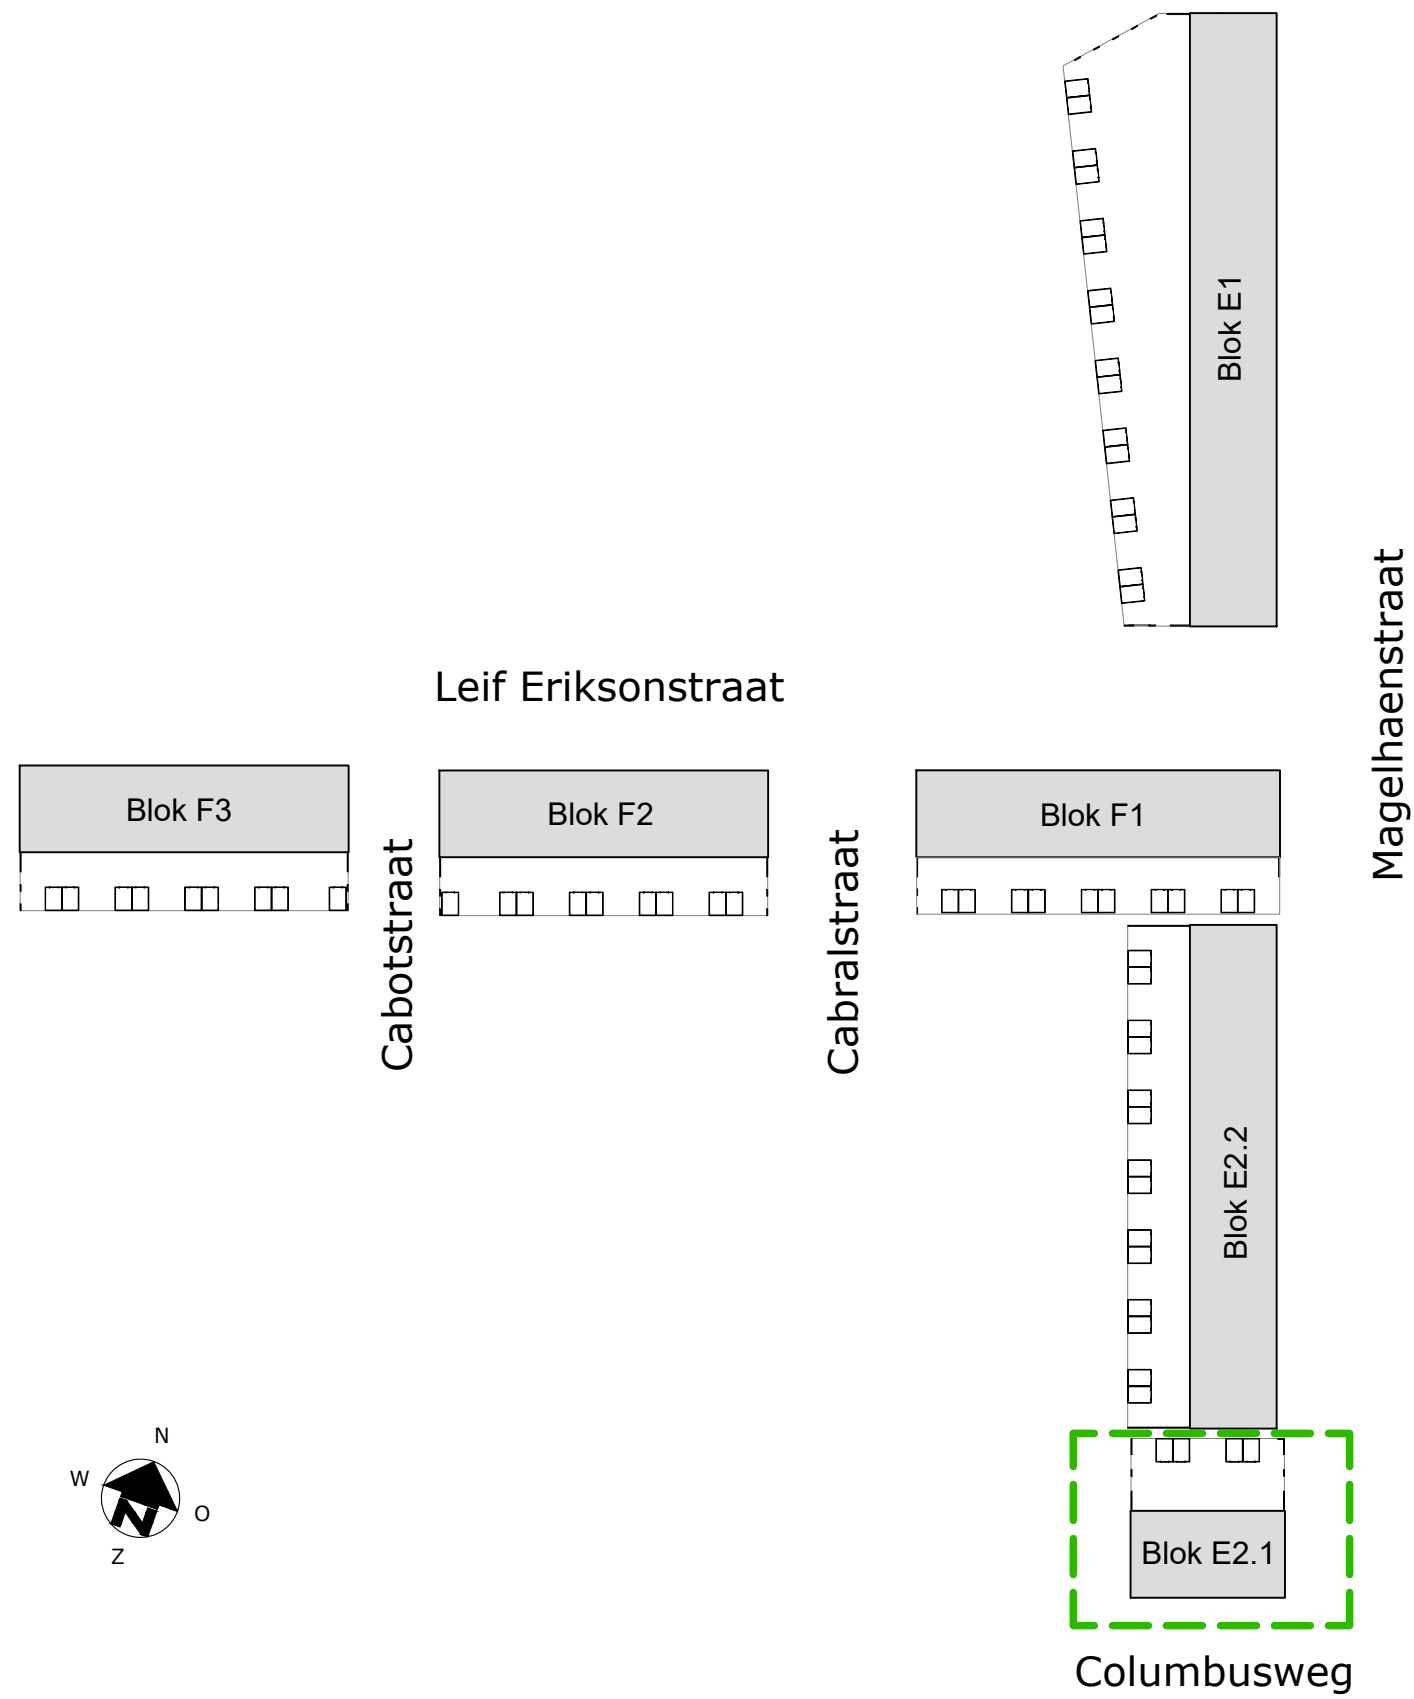 Blok E1
Magelhaenstraat
Leif Eriksonstraat
Blok F3
Blok F2
Blok F1
Cabotstraat
Cabralstraat
Blok E2.2
N
W
O
Z
Blok E2.1
Columbusweg